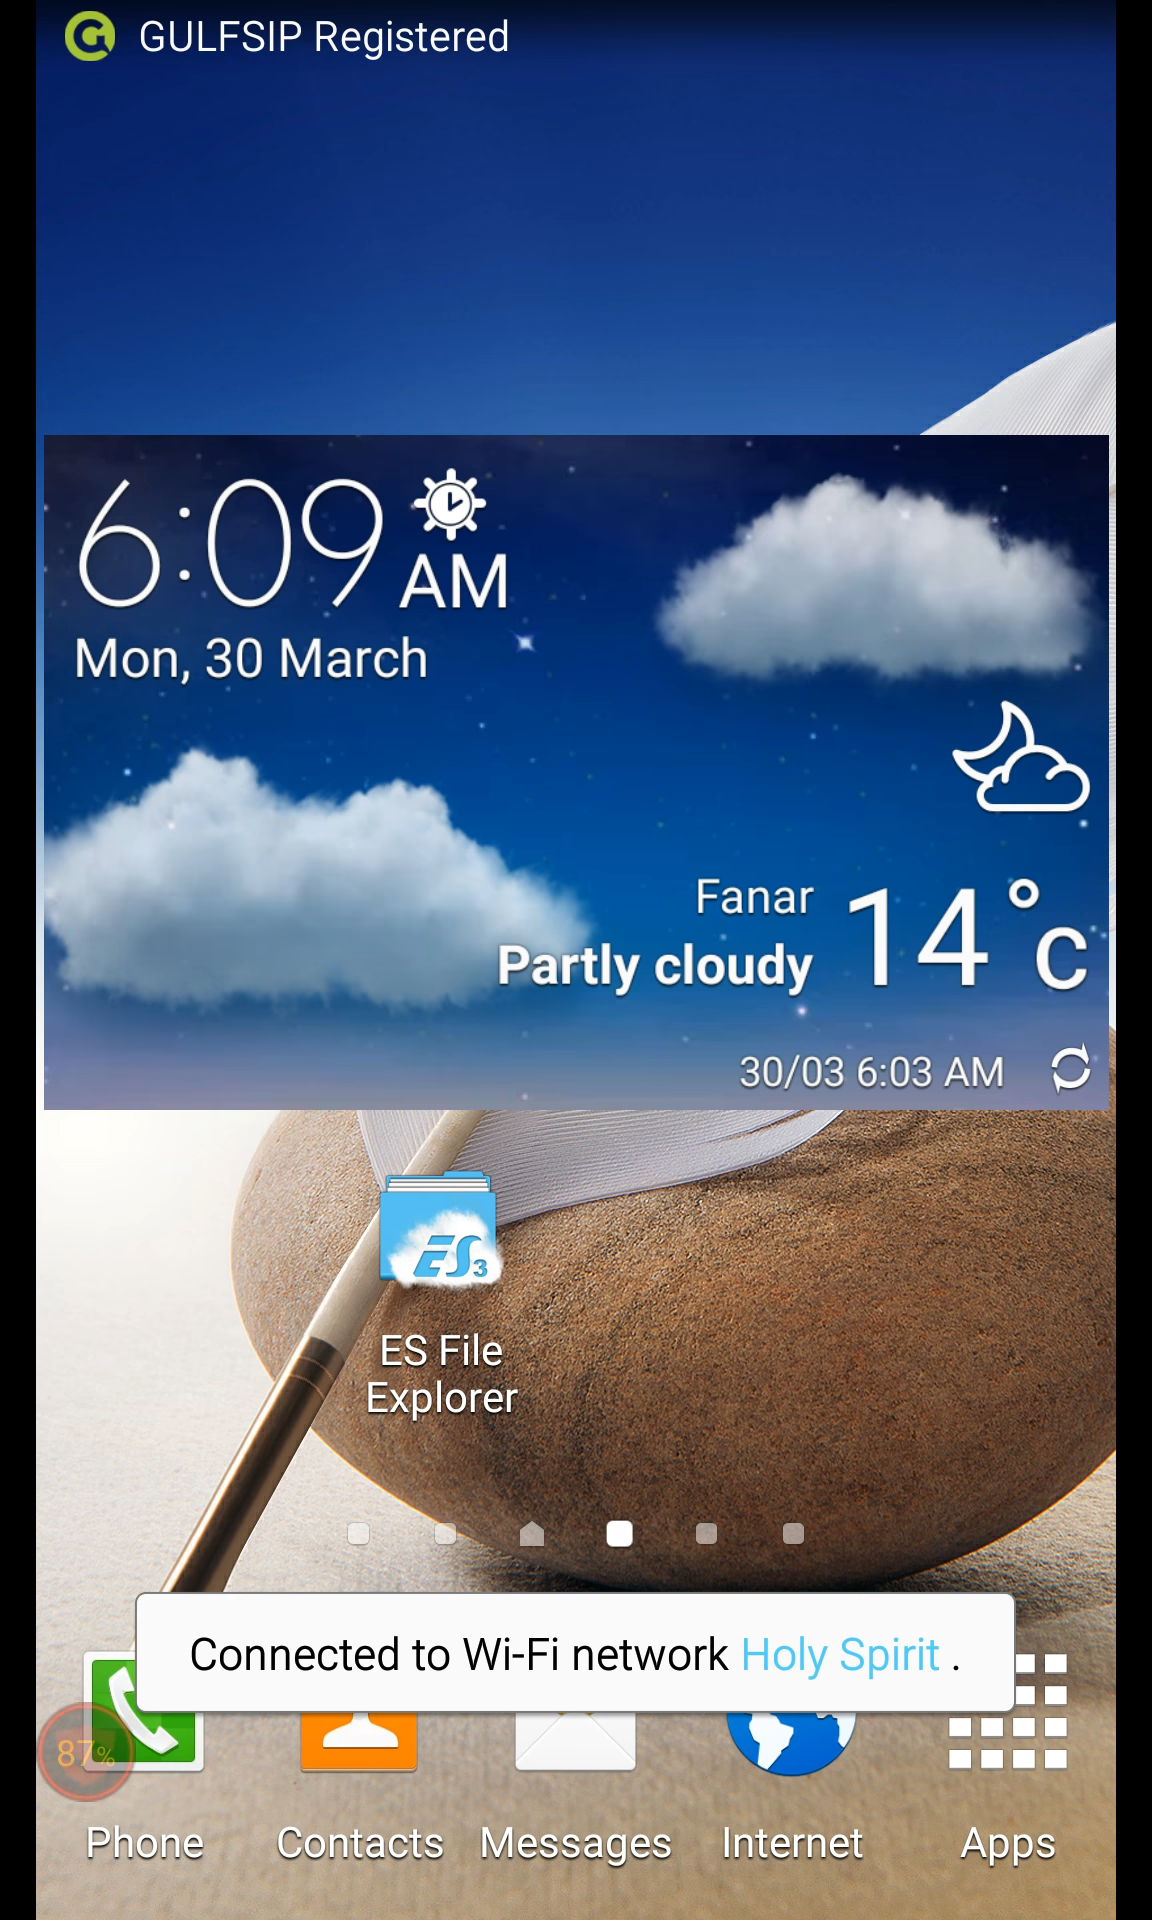 GULFSIP Registered
6:09 AM
Mon, 30 March
Fanar
14°c
Partly cloudy
30/03 6:03 AM
ES3
ES File
Explorer
Connected to Wi-Fi network Holy Spirit .
87%
Phone
Contacts
Messages
Internet
Apps